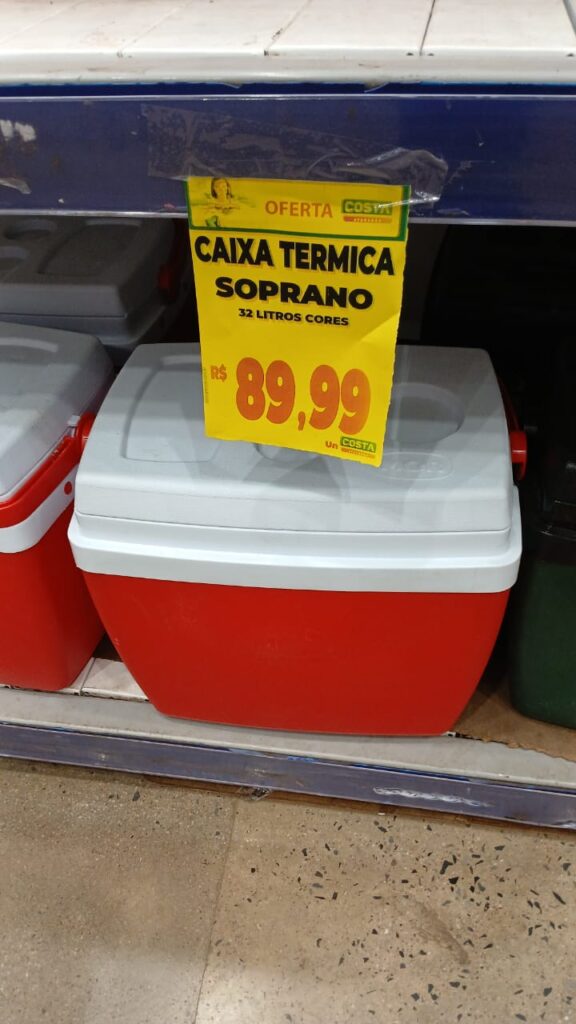 OFERTA COSTA
CAIXA TERMICA
SOPRANO
32 LITROS CORES
R$ 89,99
Un COSTA